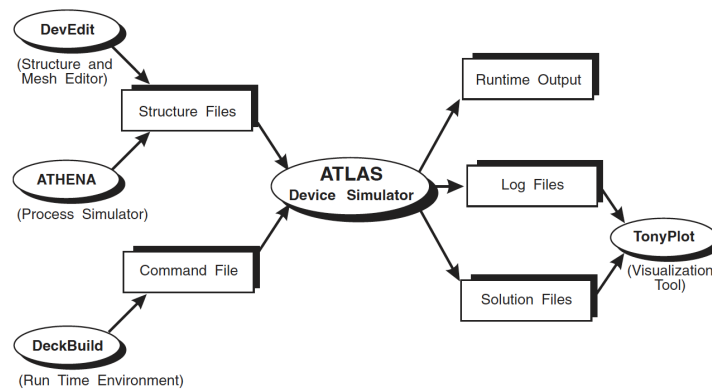 DevEdit
(Structure and
Mesh Editor)
Structure Files
ATHENA
(Process Simulator)
Command File
DeckBuild
(Run Time Environment)
ATLAS
Device Simulator
Runtime Output
Log Files
Solution Files
TonyPlot
(Visualization
Tool)